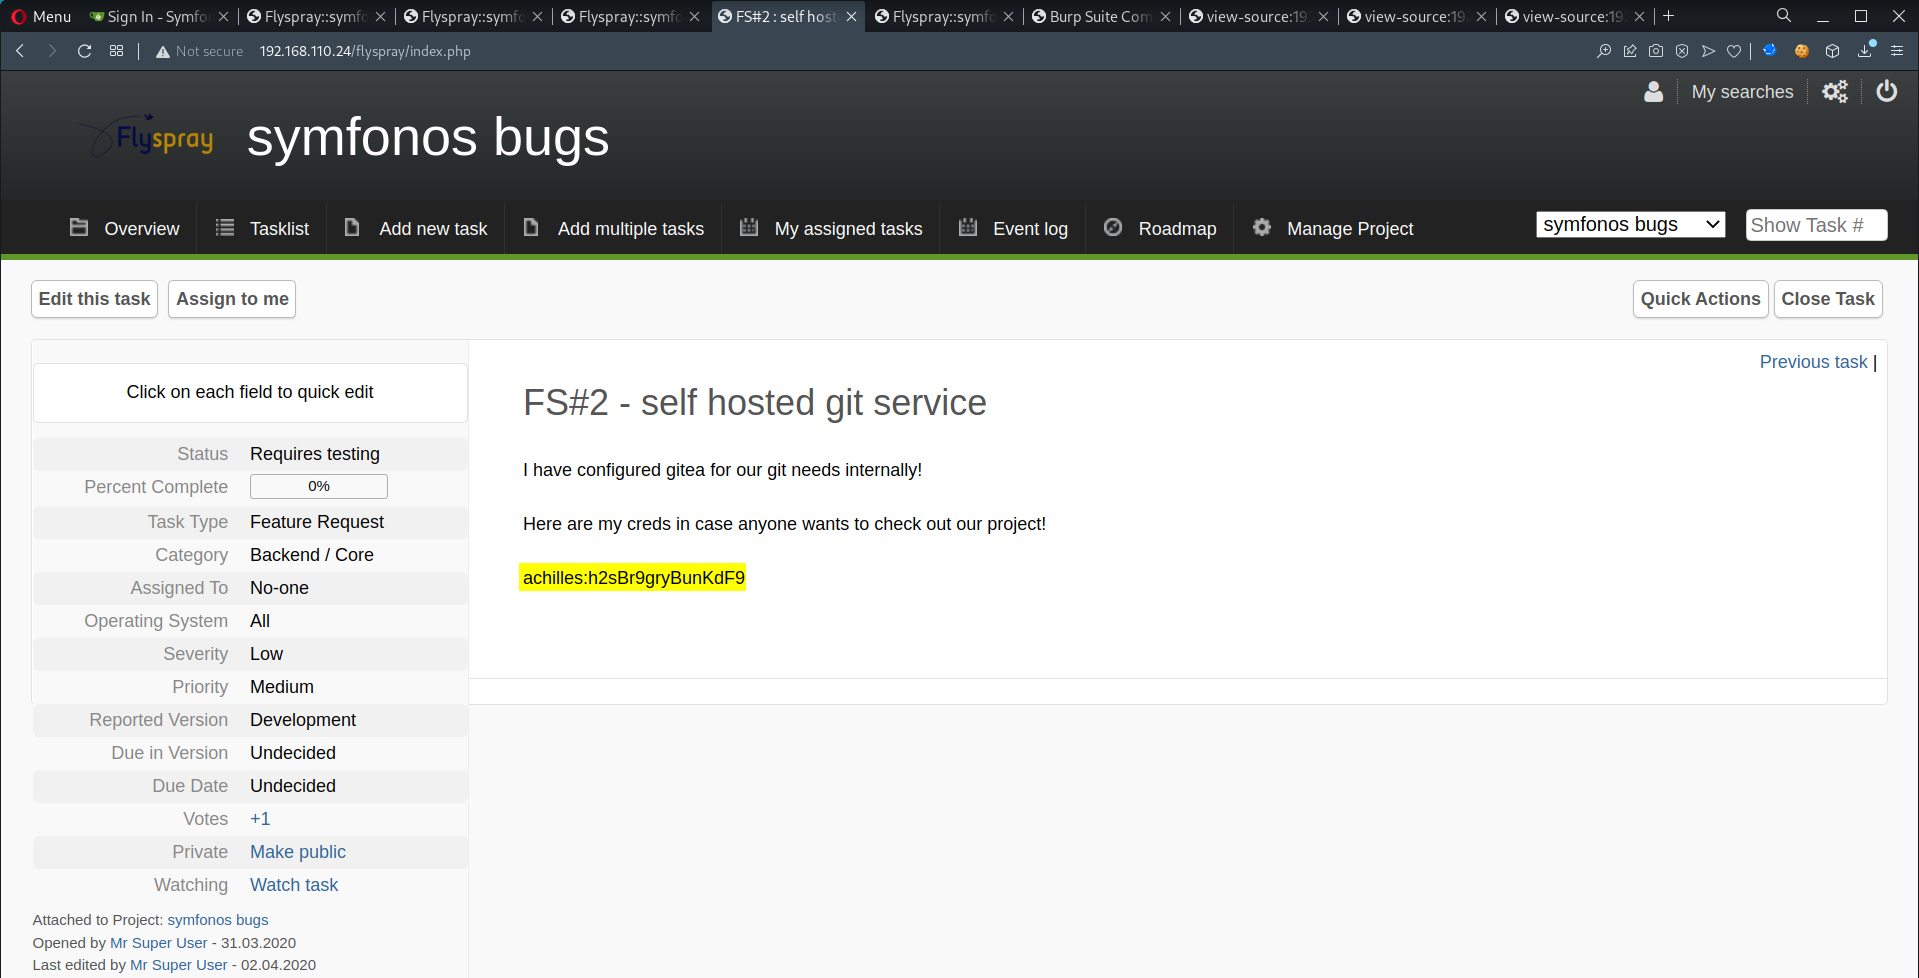 Menu Sign In - Symfo Flyspray::symfo Flyspray::symfo Flyspray::symfo FS#2 : self host Flyspray::symfo Burp Suite Com view-source:19 view-source:19 view-source:19
Not secure 192.168.110.24/flyspray/index.php
My searches
Flyspray symfonos bugs
Overview Tasklist Add new task Add multiple tasks My assigned tasks Event log Roadmap Manage Project symfonos bugs Show Task #
Edit this task Assign to me Quick Actions Close Task
Previous task |
Click on each field to quick edit
Status Requires testing
Percent Complete 0%
Task Type Feature Request
Category Backend / Core
Assigned To No-one
Operating System All
Severity Low
Priority Medium
Reported Version Development
Due in Version Undecided
Due Date Undecided
Votes +1
Private Make public
Watching Watch task
Attached to Project: symfonos bugs
Opened by Mr Super User - 31.03.2020
Last edited by Mr Super User - 02.04.2020
FS#2 - self hosted git service
I have configured gitea for our git needs internally!
Here are my creds in case anyone wants to check out our project!
achilles:h2sBr9gryBunKdF9